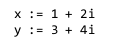 x := 1 + 2i
y := 3 + 4i